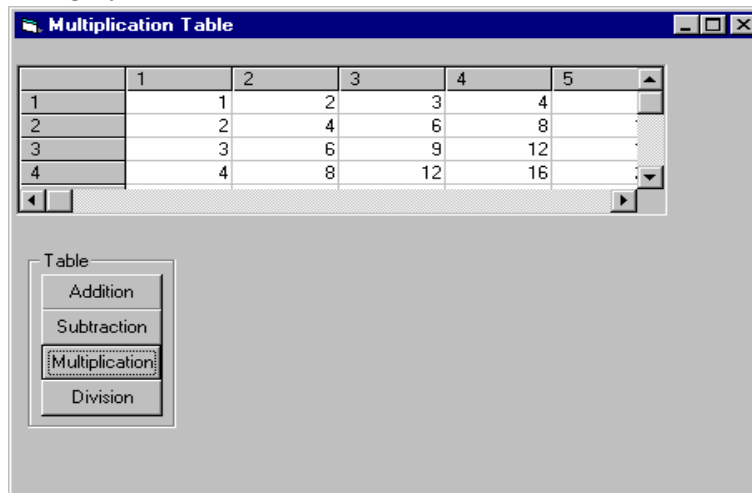 Multiplication Table
1 2 3 4 5
1 1 2 3 4
2 2 4 6 8
3 3 6 9 12
4 4 8 12 16
Table
Addition
Subtraction
Multiplication
Division